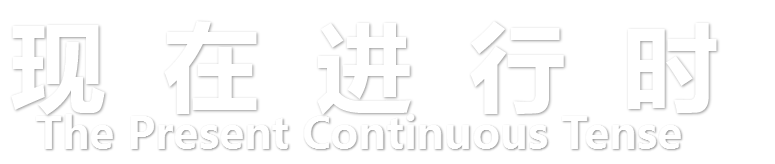 现在进行时
The Present Continuous Tense